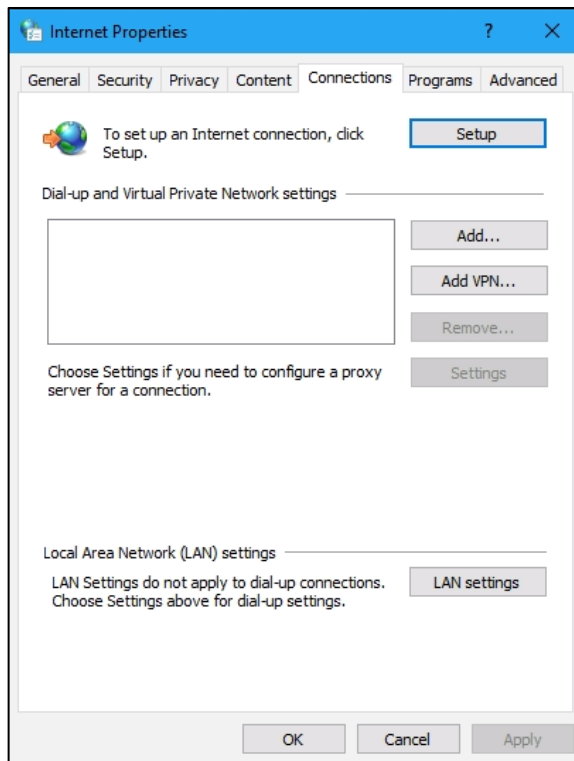 Internet Properties
?
General Security Privacy Content Connections Programs Advanced
To set up an Internet connection, click
Setup.
Setup
Dial-up and Virtual Private Network settings
Add...
Add VPN...
Remove...
Choose Settings if you need to configure a proxy
server for a connection.
Settings
Local Area Network (LAN) settings
LAN Settings do not apply to dial-up connections.
Choose Settings above for dial-up settings.
LAN settings
OK Cancel Apply